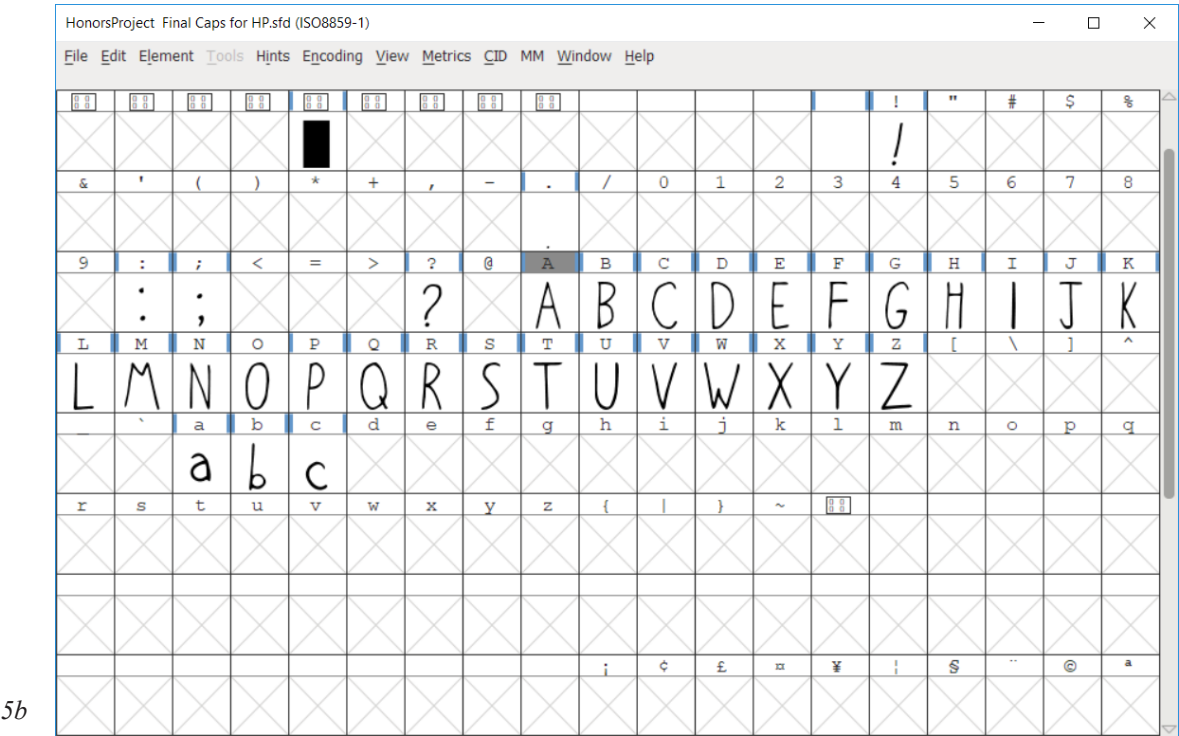 HonorsProject Final Caps for HP.sfd (ISO8859-1)
File Edit Element Tools Hints Encoding View Metrics CID MM Window Help
! " # $ %
!
& ' ( ) * + , - . / 0 1 2 3 4 5 6 7 8
.
9 : ; < = > ? @ A B C D E F G H I J K
: ; ? A B C D E F G H I J K
L M N O P Q R S T U V W X Y Z [ \ ] ^
L M N O P Q R S T U V W X Y Z
_ ` a b c d e f g h i j k l m n o p q
a b c
r s t u v w x y z { | } ~
¡ ¢ £ ¤ ¥ ¦ § ¨ © ª
5b